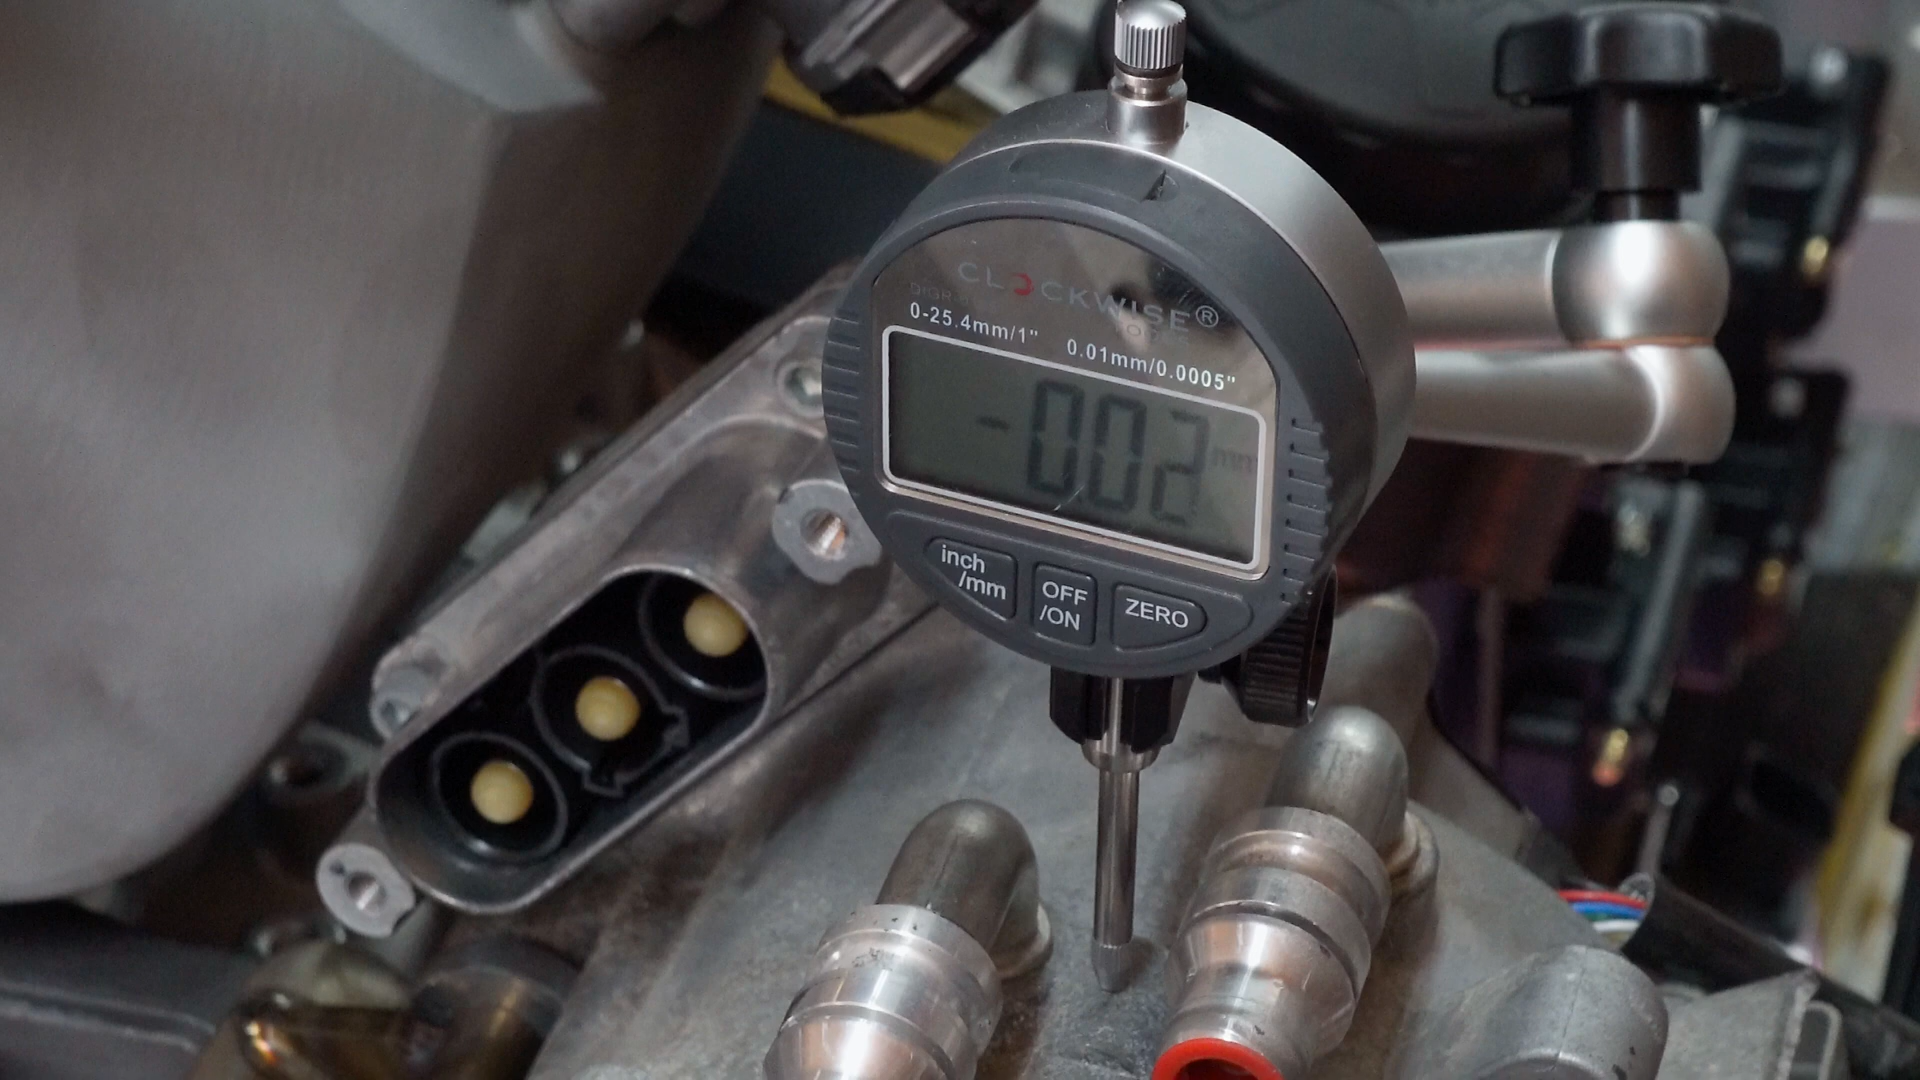 CLOCKWISE®
0-25.4mm/1" 0.01mm/0.0005"
-0.02 mm
inch
/mm
OFF
/ON
ZERO